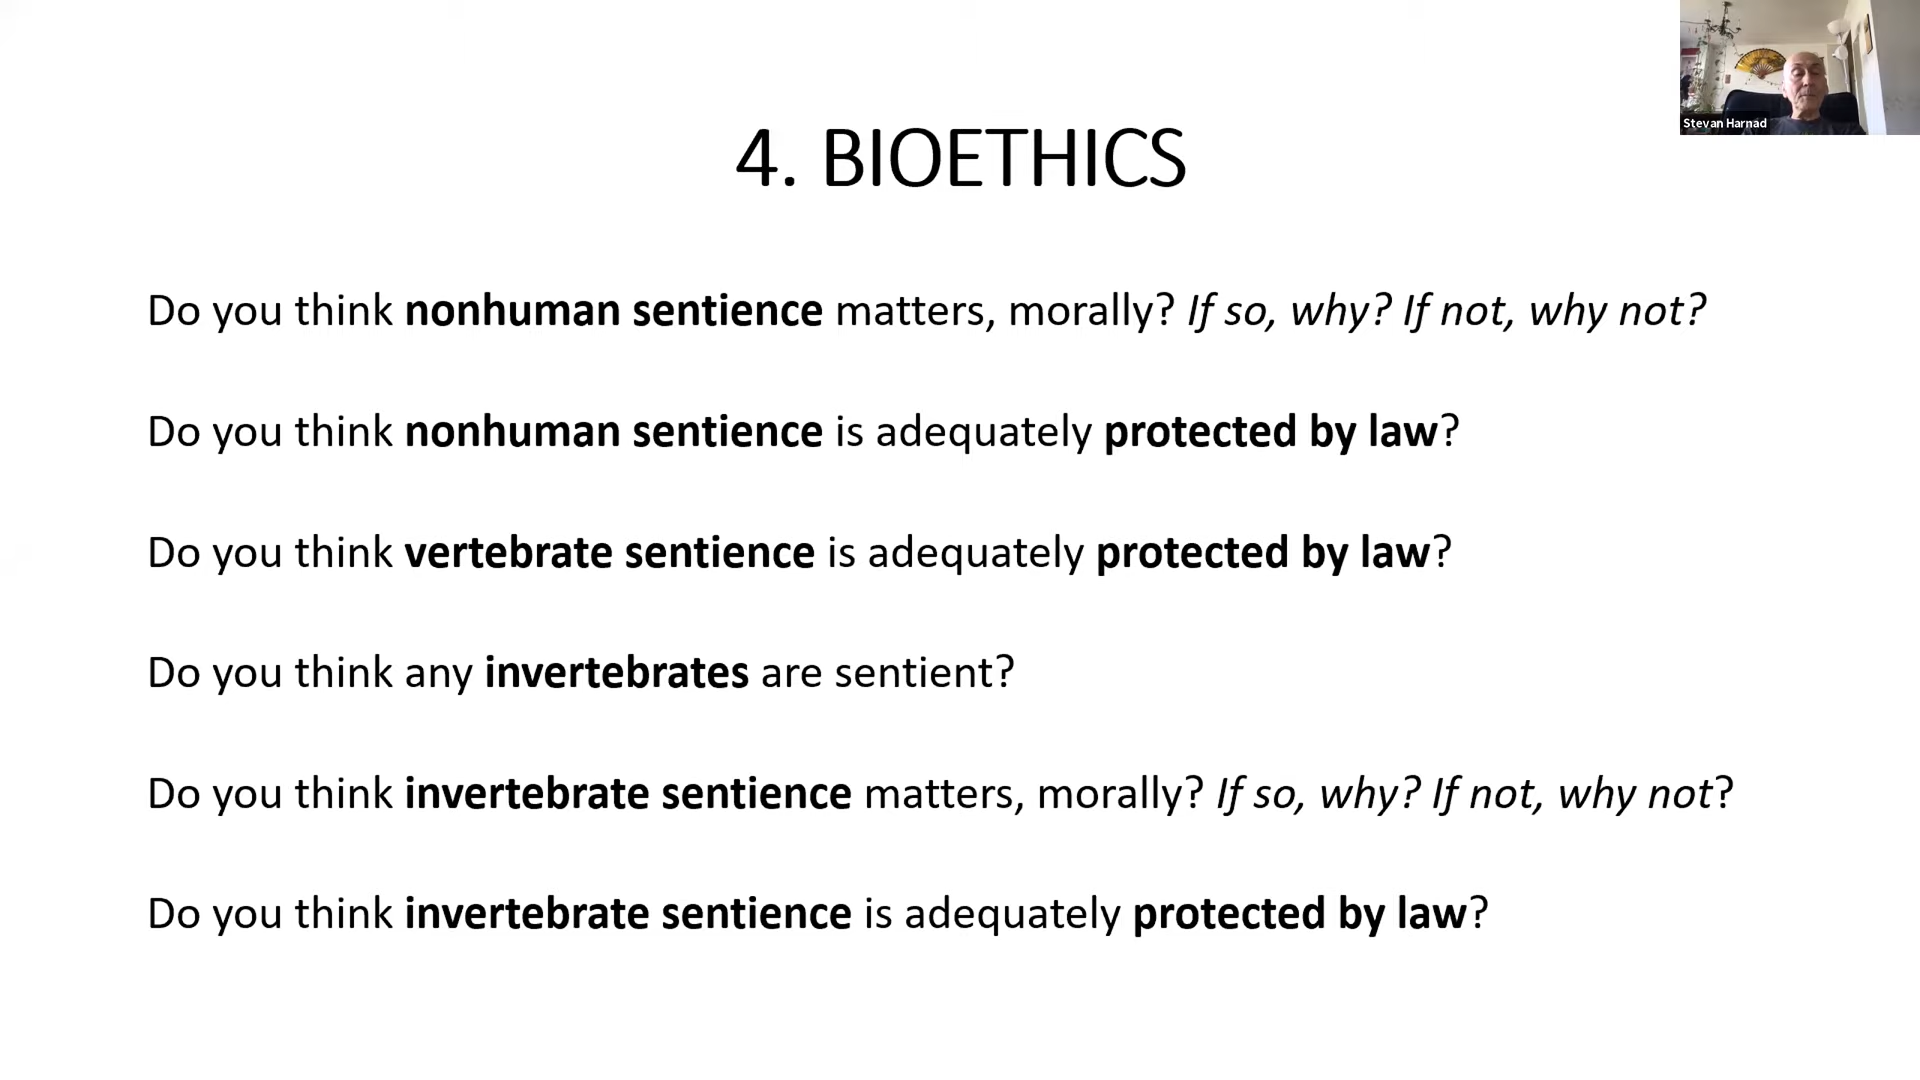 Stevan Harnad
4. BIOETHICS
Do you think nonhuman sentience matters, morally? If so, why? If not, why not?
Do you think nonhuman sentience is adequately protected by law?
Do you think vertebrate sentience is adequately protected by law?
Do you think any invertebrates are sentient?
Do you think invertebrate sentience matters, morally? If so, why? If not, why not?
Do you think invertebrate sentience is adequately protected by law?